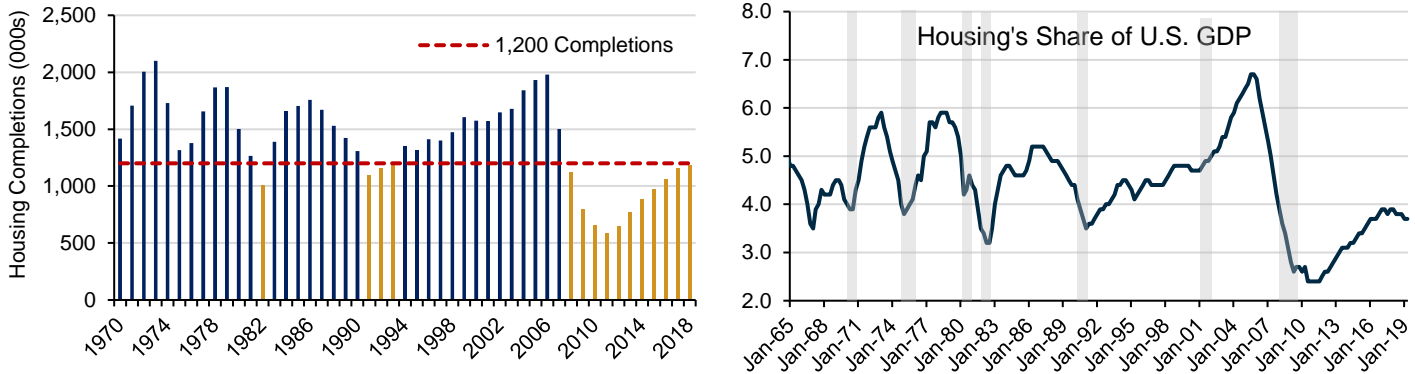 Housing Completions (000s)
2,500
2,000
1,500
1,000
500
0
1,200 Completions
1970
1974
1978
1982
1986
1990
1994
1998
2002
2006
2010
2014
2018
Housing's Share of U.S. GDP
8.0
7.0
6.0
5.0
4.0
3.0
2.0
Jan-65
Jan-68
Jan-71
Jan-74
Jan-77
Jan-80
Jan-83
Jan-86
Jan-89
Jan-92
Jan-95
Jan-98
Jan-01
Jan-04
Jan-07
Jan-10
Jan-13
Jan-16
Jan-19